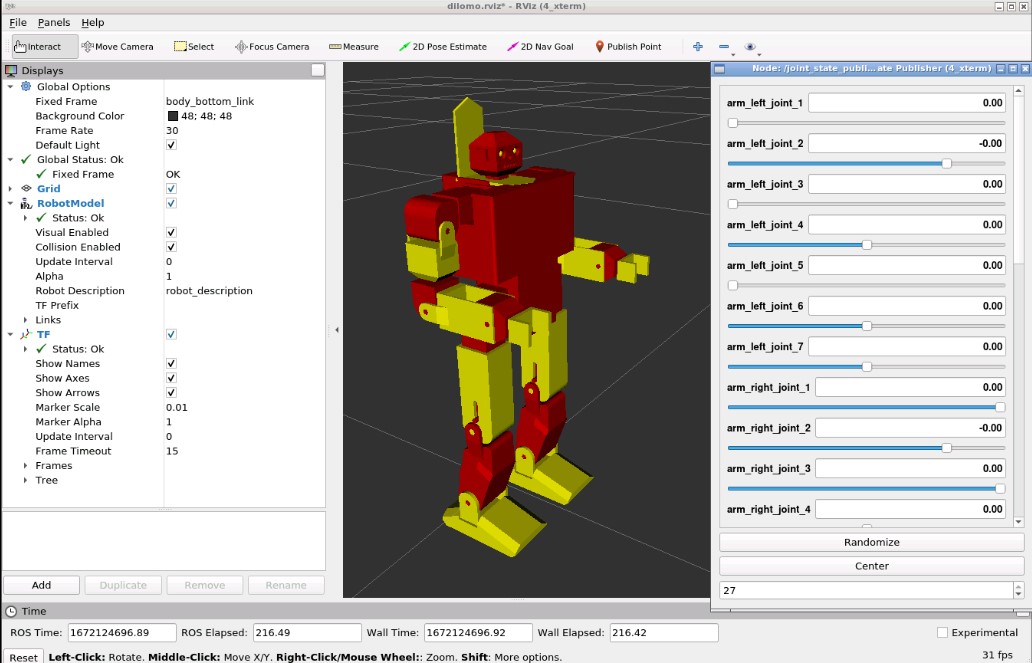 dilomo.rviz* - RViz (4_xterm)
File Panels Help
Interact Move Camera Select Focus Camera Measure 2D Pose Estimate 2D Nav Goal Publish Point
Displays
Global Options
Fixed Frame body_bottom_link
Background Color 48; 48; 48
Frame Rate 30
Default Light
Global Status: Ok
Fixed Frame OK
Grid
RobotModel
Status: Ok
Visual Enabled
Collision Enabled
Update Interval 0
Alpha 1
Robot Description robot_description
TF Prefix
Links
TF
Status: Ok
Show Names
Show Axes
Show Arrows
Marker Scale 0.01
Marker Alpha 1
Update Interval 0
Frame Timeout 15
Frames
Tree
Add Duplicate Remove Rename
Node: /joint_state_publi... ate Publisher (4_xterm)
arm_left_joint_1 0.00
arm_left_joint_2 -0.00
arm_left_joint_3 0.00
arm_left_joint_4 0.00
arm_left_joint_5 0.00
arm_left_joint_6 0.00
arm_left_joint_7 0.00
arm_right_joint_1 0.00
arm_right_joint_2 -0.00
arm_right_joint_3 0.00
arm_right_joint_4 0.00
Randomize
Center
27
Time
ROS Time: 1672124696.89 ROS Elapsed: 216.49 Wall Time: 1672124696.92 Wall Elapsed: 216.42 Experimental
Reset Left-Click: Rotate. Middle-Click: Move X/Y. Right-Click/Mouse Wheel:: Zoom. Shift: More options. 31 fps